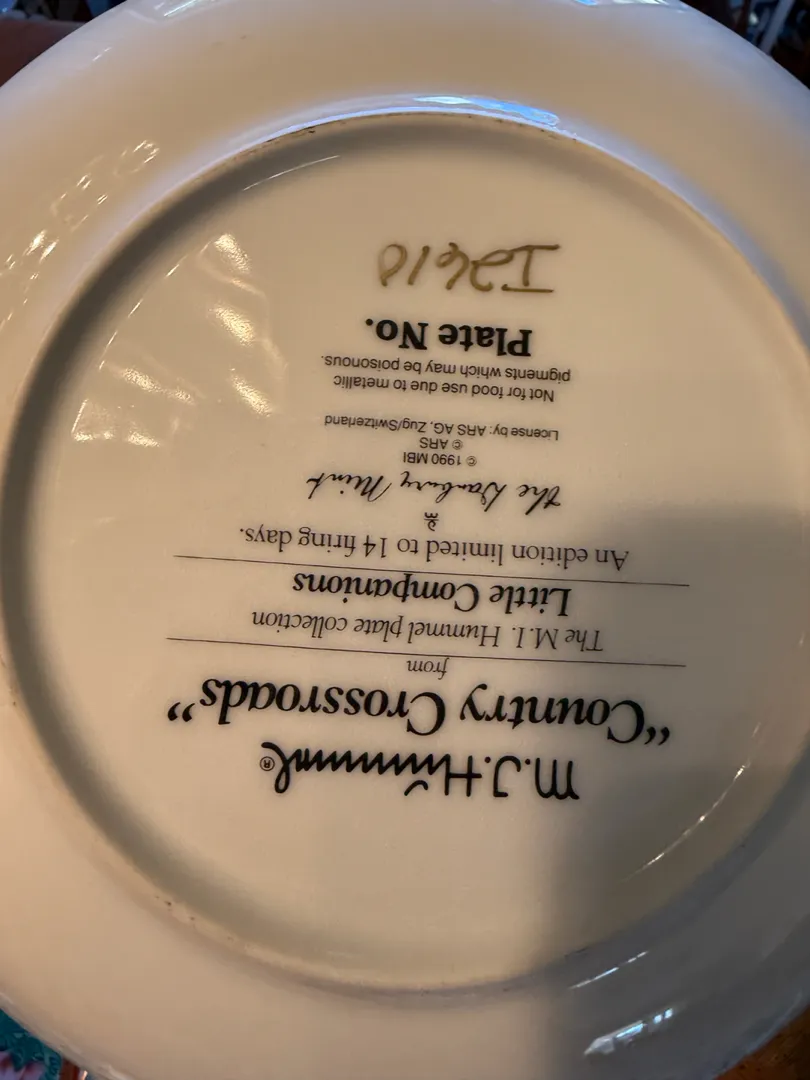 M.J.Hümmel®
“Country Crossroads”
from
The M.I. Hummel plate collection
Little Companions
An edition limited to 14 firing days.
the Danbury Mint
© 1990 MBI
© ARS
License by: ARS AG, Zug/Switzerland
Not for food use due to metallic
pigments which may be poisonous.
Plate No.
I2610